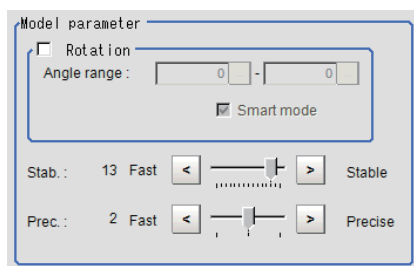 Model parameter
Rotation
Angle range : 0 ... - 0 ...
Smart mode
Stab. : 13 Fast < > Stable
Prec. : 2 Fast < > Precise